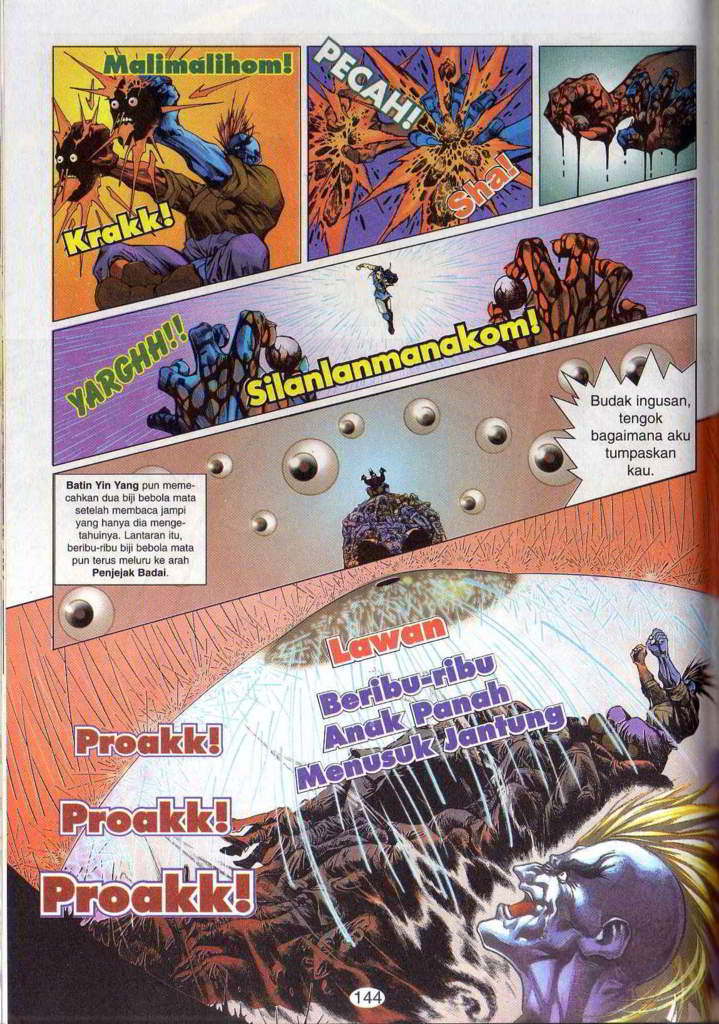 Malimalihom!
Krakk!
PECAH!
Sha!
YARGHH!!
Silanlanmanakom!
Budak ingusan,
tengok
bagaimana aku
tumpaskan
kau.
Batin Yin Yang pun meme-
cahkan dua biji bebola mata
setelah membaca jampi
yang hanya dia menge-
tahuinya. Lantaran itu,
beribu-ribu biji bebola mata
pun terus meluru ke arah
Penjejak Badai.
Lawan
Beribu-ribu
Anak Panah
Menusuk Jantung
Proakk!
Proakk!
Proakk!
144